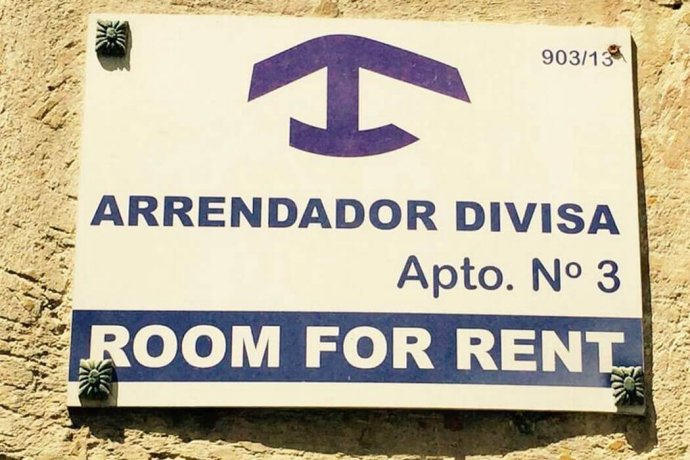 903/13
ARRENDADOR DIVISA
Apto. Nº 3
ROOM FOR RENT